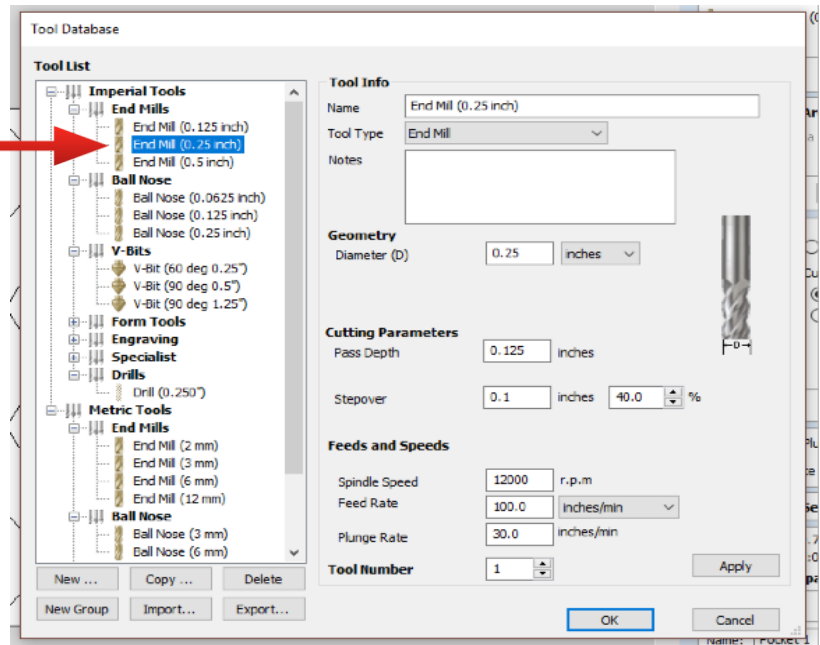 Tool Database
Tool List
Imperial Tools
End Mills
End Mill (0.125 inch)
End Mill (0.25 inch)
End Mill (0.5 inch)
Ball Nose
Ball Nose (0.0625 inch)
Ball Nose (0.125 inch)
Ball Nose (0.25 inch)
V-Bits
V-Bit (60 deg 0.25")
V-Bit (90 deg 0.5")
V-Bit (90 deg 1.25")
Form Tools
Engraving
Specialist
Drills
Drill (0.250")
Metric Tools
End Mills
End Mill (2 mm)
End Mill (3 mm)
End Mill (6 mm)
End Mill (12 mm)
Ball Nose
Ball Nose (3 mm)
Ball Nose (6 mm)
New ... Copy ... Delete
New Group Import... Export...
Tool Info
Name End Mill (0.25 inch)
Tool Type End Mill
Notes
Geometry
Diameter (D) 0.25 inches
D
Cutting Parameters
Pass Depth 0.125 inches
Stepover 0.1 inches 40.0 %
Feeds and Speeds
Spindle Speed 12000 r.p.m
Feed Rate 100.0 inches/min
Plunge Rate 30.0 inches/min
Tool Number 1 Apply
OK Cancel
Name: Pocket 1